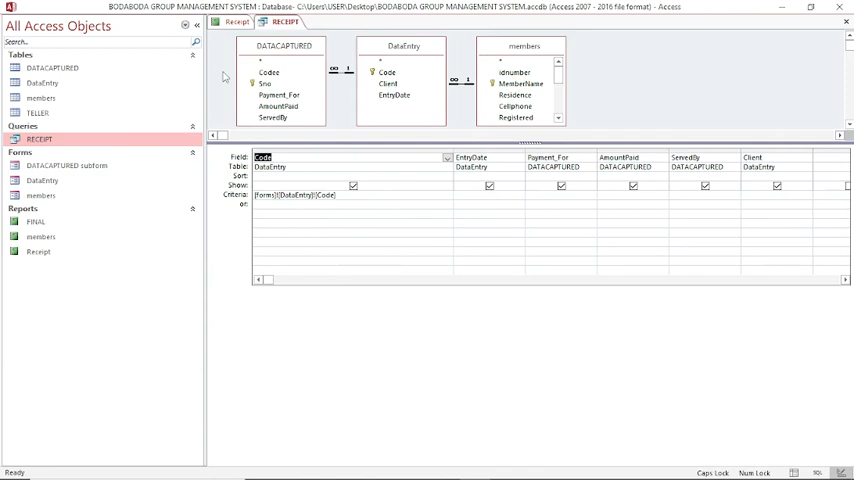 BODABODA GROUP MANAGEMENT SYSTEM : Database- C:\Users\USER\Desktop\BODABODA GROUP MANAGEMENT SYSTEM.accdb (Access 2007 - 2016 file format) - Access
All Access Objects
Search...
Tables
DATACAPTURED
DataEntry
members
TELLER
Queries
RECEIPT
Forms
DATACAPTURED subform
DataEntry
members
Reports
FINAL
members
Receipt
Receipt RECEIPT
DATACAPTURED
*
Codee
Sno
Payment_For
AmountPaid
ServedBy
∞ 1
DataEntry
*
Code
Client
EntryDate
∞ 1
members
*
idnumber
MemberName
Residence
Cellphone
Registered
Field: Code EntryDate Payment_For AmountPaid ServedBy Client
Table: DataEntry DataEntry DATACAPTURED DATACAPTURED DATACAPTURED DataEntry
Sort:
Show:
Criteria: [Forms]![DataEntry]![Code]
or:
Ready Caps Lock Num Lock SQL